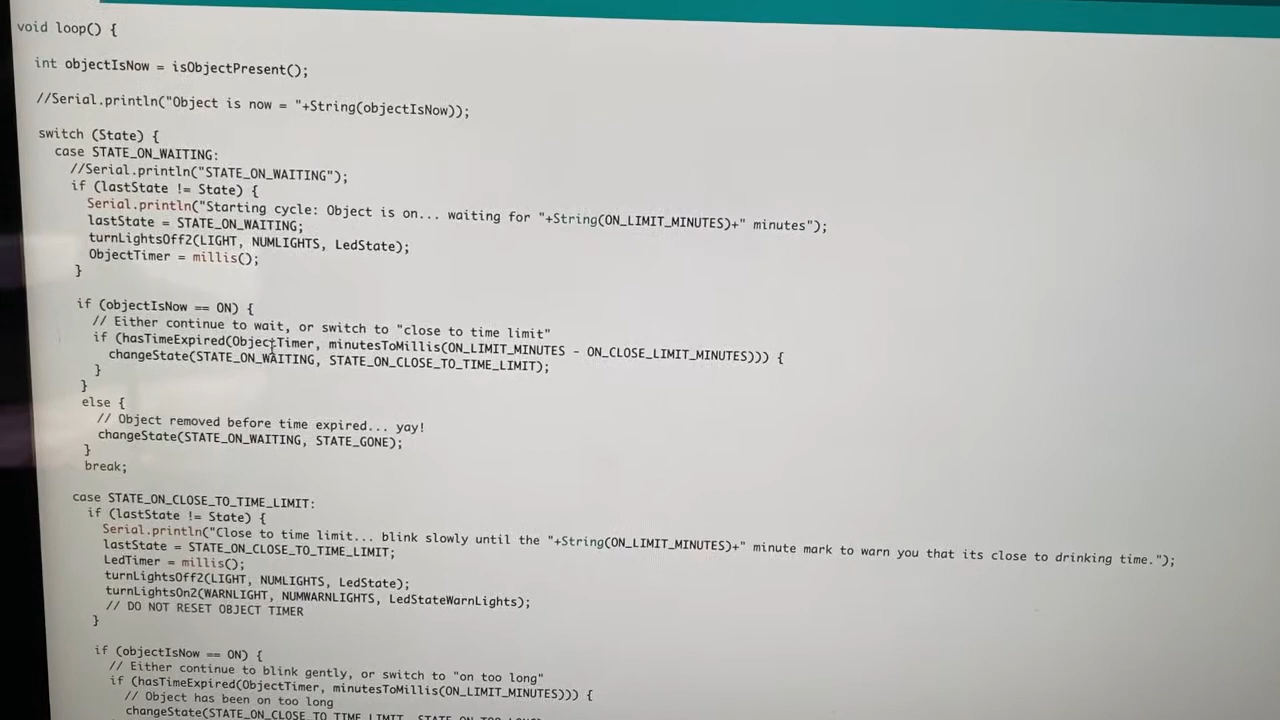 void loop() {
int objectIsNow = isObjectPresent();
//Serial.println("Object is now = "+String(objectIsNow));
switch (State) {
case STATE_ON_WAITING:
//Serial.println("STATE_ON_WAITING");
if (lastState != State) {
Serial.println("Starting cycle: Object is on... waiting for "+String(ON_LIMIT_MINUTES)+" minutes");
lastState = STATE_ON_WAITING;
turnLightsOff2(LIGHT, NUMLIGHTS, LedState);
ObjectTimer = millis();
}
if (objectIsNow == ON) {
// Either continue to wait, or switch to "close to time limit"
if (hasTimeExpired(ObjectTimer, minutesToMillis(ON_LIMIT_MINUTES - ON_CLOSE_LIMIT_MINUTES))) {
changeState(STATE_ON_WAITING, STATE_ON_CLOSE_TO_TIME_LIMIT);
}
}
else {
// Object removed before time expired... yay!
changeState(STATE_ON_WAITING, STATE_GONE);
}
break;
case STATE_ON_CLOSE_TO_TIME_LIMIT:
if (lastState != State) {
Serial.println("Close to time limit... blink slowly until the "+String(ON_LIMIT_MINUTES)+" minute mark to warn you that its close to drinking time.");
lastState = STATE_ON_CLOSE_TO_TIME_LIMIT;
LedTimer = millis();
turnLightsOff2(LIGHT, NUMLIGHTS, LedState);
turnLightsOn2(WARNLIGHT, NUMWARNLIGHTS, LedStateWarnLights);
// DO NOT RESET OBJECT TIMER
}
if (objectIsNow == ON) {
// Either continue to blink gently, or switch to "on too long"
if (hasTimeExpired(ObjectTimer, minutesToMillis(ON_LIMIT_MINUTES))) {
// Object has been on too long
changeState(STATE_ON_CLOSE_TO_TIME_LIMIT,